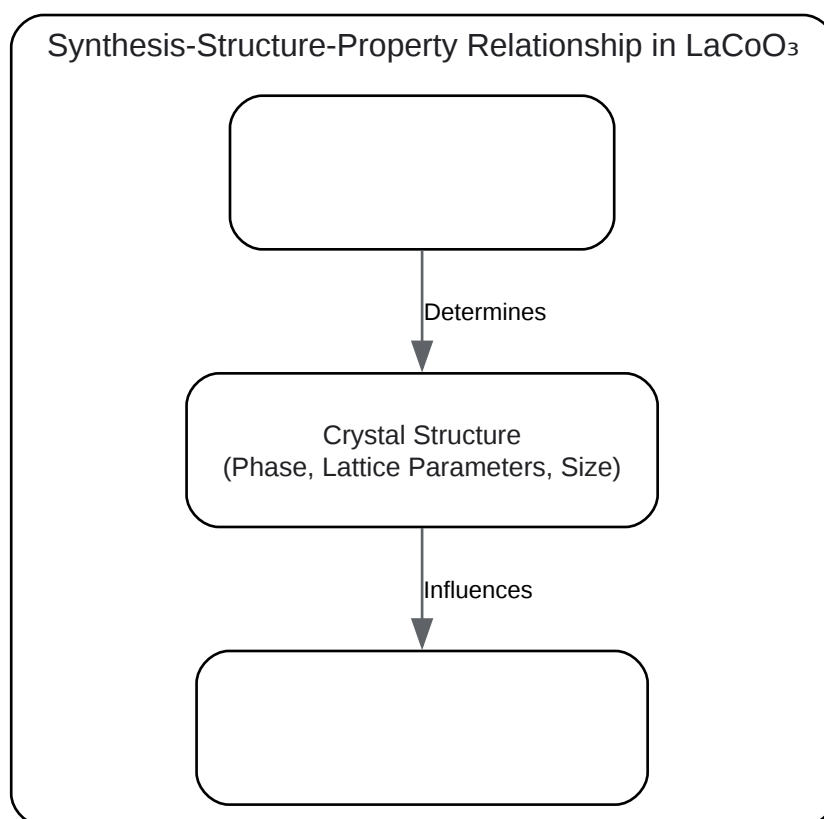 Synthesis-Structure-Property Relationship in LaCoO₃
Determines
Crystal Structure
(Phase, Lattice Parameters, Size)
Influences